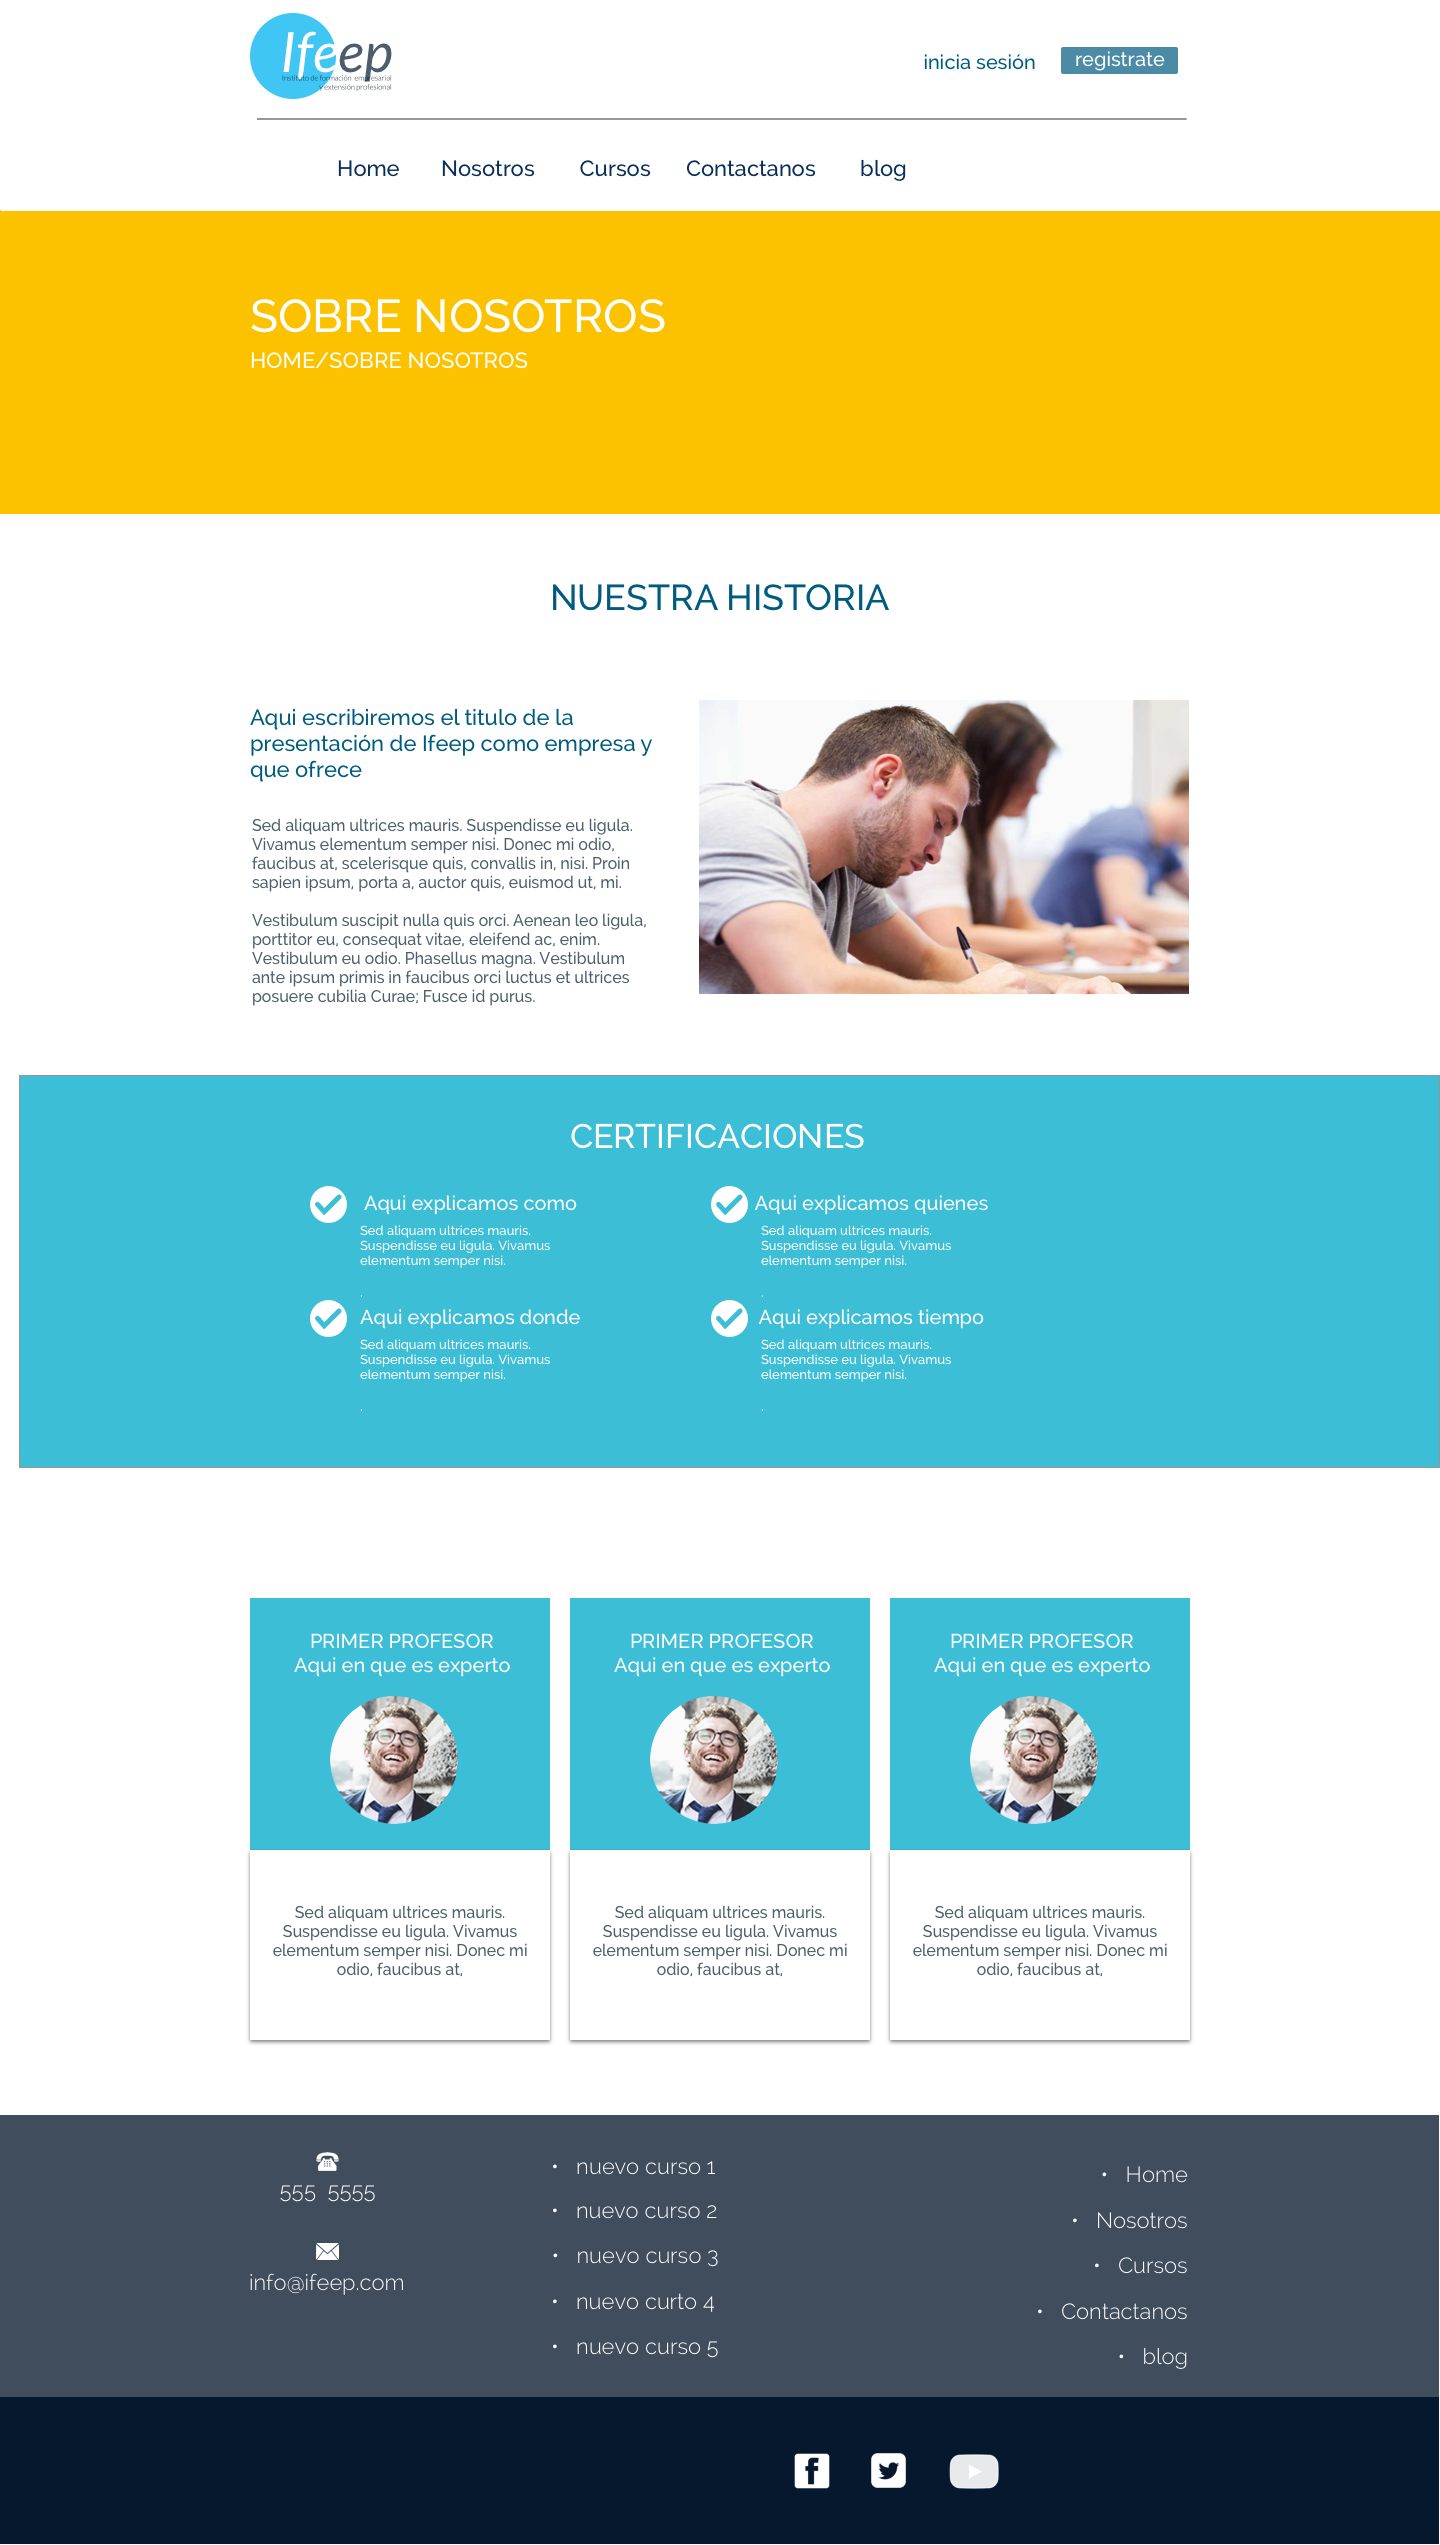 Ifeep
Instituto de formación empresarial
y extensión profesional
inicia sesión
registrate
Home Nosotros Cursos Contactanos blog
SOBRE NOSOTROS
HOME/SOBRE NOSOTROS
NUESTRA HISTORIA
Aqui escribiremos el titulo de la
presentación de Ifeep como empresa y
que ofrece
Sed aliquam ultrices mauris. Suspendisse eu ligula.
Vivamus elementum semper nisi. Donec mi odio,
faucibus at, scelerisque quis, convallis in, nisi. Proin
sapien ipsum, porta a, auctor quis, euismod ut, mi.
Vestibulum suscipit nulla quis orci. Aenean leo ligula,
porttitor eu, consequat vitae, eleifend ac, enim.
Vestibulum eu odio. Phasellus magna. Vestibulum
ante ipsum primis in faucibus orci luctus et ultrices
posuere cubilia Curae; Fusce id purus.
CERTIFICACIONES
Aqui explicamos como
Sed aliquam ultrices mauris.
Suspendisse eu ligula. Vivamus
elementum semper nisi.
.
Aqui explicamos quienes
Sed aliquam ultrices mauris.
Suspendisse eu ligula. Vivamus
elementum semper nisi.
.
Aqui explicamos donde
Sed aliquam ultrices mauris.
Suspendisse eu ligula. Vivamus
elementum semper nisi.
.
Aqui explicamos tiempo
Sed aliquam ultrices mauris.
Suspendisse eu ligula. Vivamus
elementum semper nisi.
.
PRIMER PROFESOR
Aqui en que es experto
Sed aliquam ultrices mauris.
Suspendisse eu ligula. Vivamus
elementum semper nisi. Donec mi
odio, faucibus at,
PRIMER PROFESOR
Aqui en que es experto
Sed aliquam ultrices mauris.
Suspendisse eu ligula. Vivamus
elementum semper nisi. Donec mi
odio, faucibus at,
PRIMER PROFESOR
Aqui en que es experto
Sed aliquam ultrices mauris.
Suspendisse eu ligula. Vivamus
elementum semper nisi. Donec mi
odio, faucibus at,
555 5555
info@ifeep.com
• nuevo curso 1
• nuevo curso 2
• nuevo curso 3
• nuevo curto 4
• nuevo curso 5
• Home
• Nosotros
• Cursos
• Contactanos
• blog